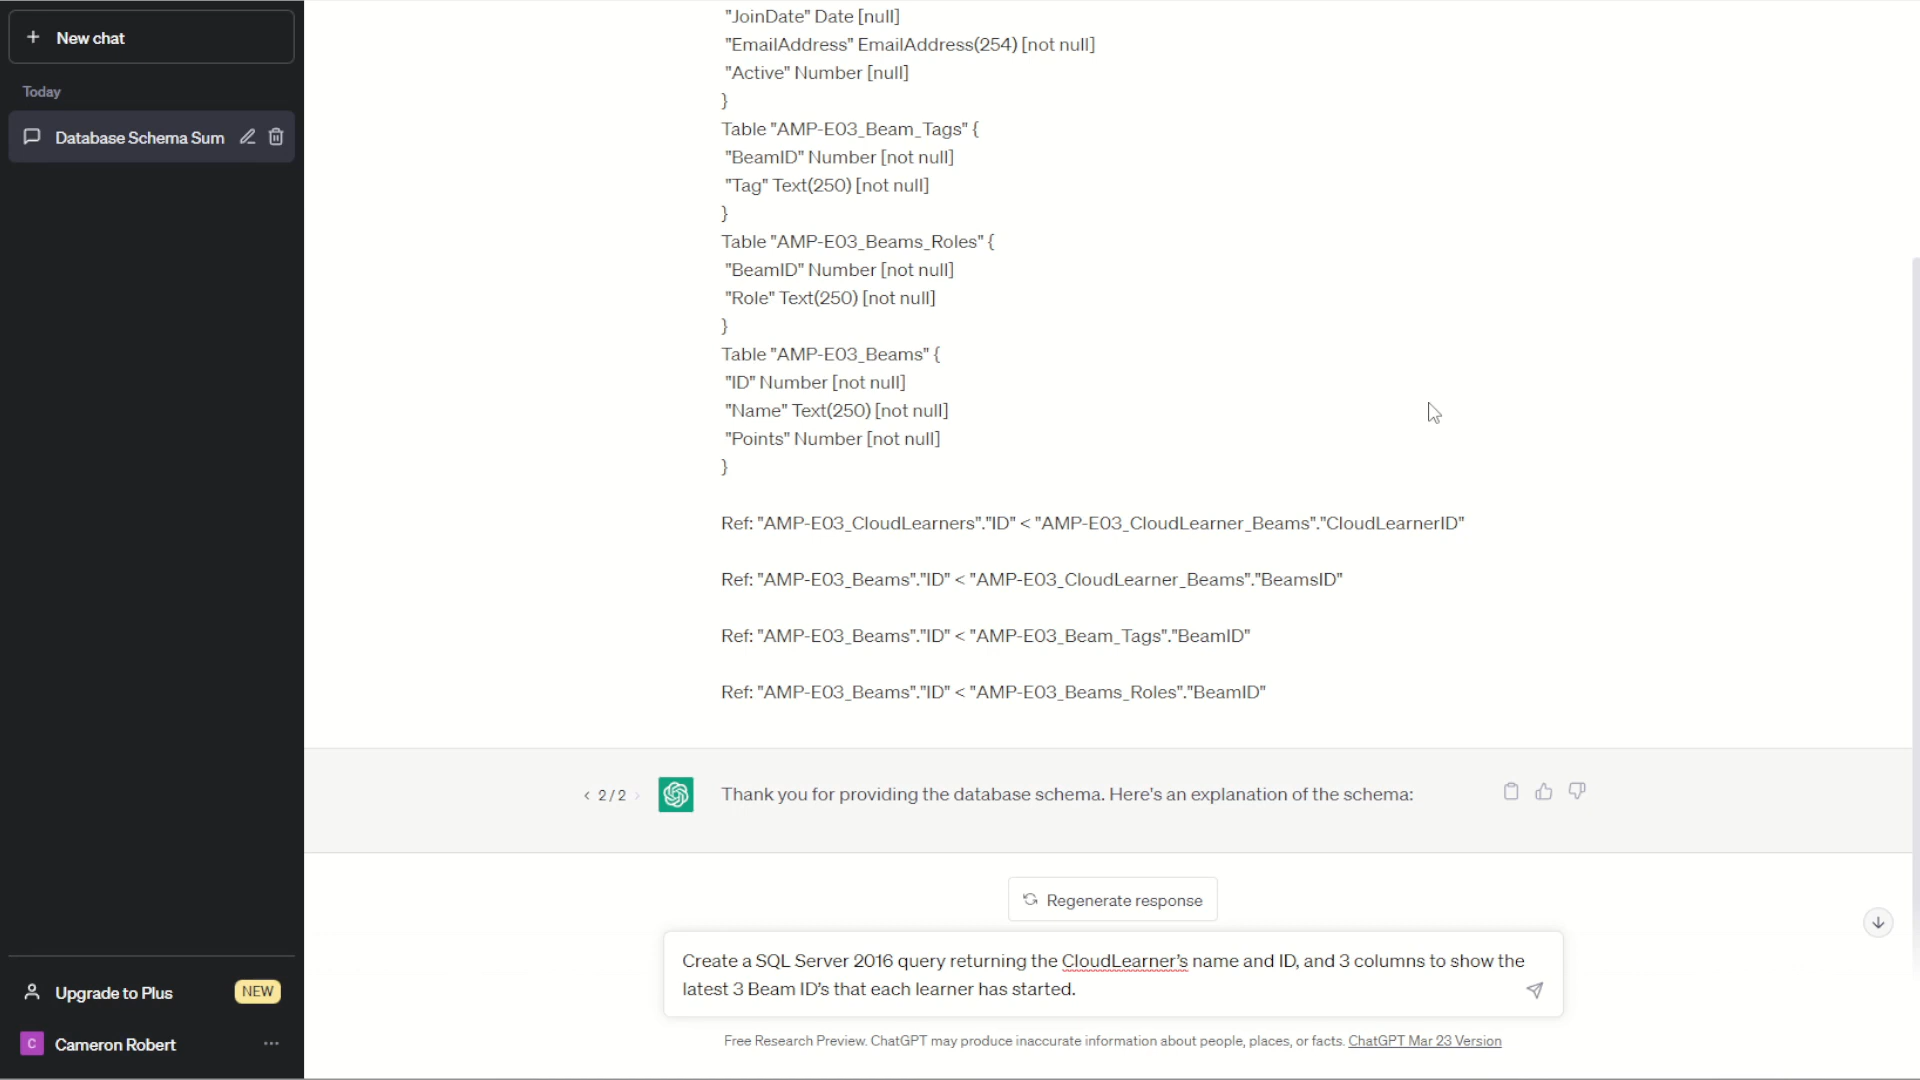 New chat
Today
Database Schema Sum
"JoinDate" Date [null]
"EmailAddress" EmailAddress(254) [not null]
"Active" Number [null]
}
Table "AMP-E03_Beam_Tags" {
"BeamID" Number [not null]
"Tag" Text(250) [not null]
}
Table "AMP-E03_Beams_Roles" {
"BeamID" Number [not null]
"Role" Text(250) [not null]
}
Table "AMP-E03_Beams" {
"ID" Number [not null]
"Name" Text(250) [not null]
"Points" Number [not null]
}
Ref: "AMP-E03_CloudLearners"."ID" < "AMP-E03_CloudLearner_Beams"."CloudLearnerID"
Ref: "AMP-E03_Beams"."ID" < "AMP-E03_CloudLearner_Beams"."BeamsID"
Ref: "AMP-E03_Beams"."ID" < "AMP-E03_Beam_Tags"."BeamID"
Ref: "AMP-E03_Beams"."ID" < "AMP-E03_Beams_Roles"."BeamID"
< 2 / 2 >
Thank you for providing the database schema. Here's an explanation of the schema:
Regenerate response
Create a SQL Server 2016 query returning the CloudLearner’s name and ID, and 3 columns to show the
latest 3 Beam ID’s that each learner has started.
Free Research Preview. ChatGPT may produce inaccurate information about people, places, or facts. ChatGPT Mar 23 Version
Upgrade to Plus
NEW
C
Cameron Robert